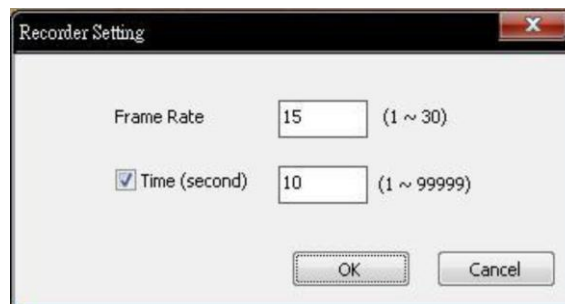 Recorder Setting
Frame Rate 15 (1 ~ 30)
Time (second) 10 (1 ~ 99999)
OK Cancel